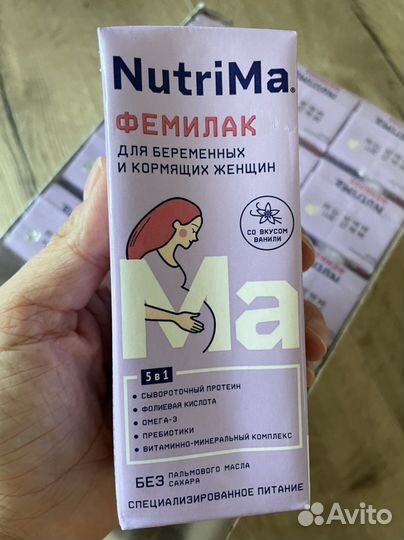 NutriMa®
ФЕМИЛАК
ДЛЯ БЕРЕМЕННЫХ
И КОРМЯЩИХ ЖЕНЩИН
СО ВКУСОМ
ВАНИЛИ
Ma
5 в 1
• СЫВОРОТОЧНЫЙ ПРОТЕИН
• ФОЛИЕВАЯ КИСЛОТА
• ОМЕГА-3
• ПРЕБИОТИКИ
• ВИТАМИННО-МИНЕРАЛЬНЫЙ КОМПЛЕКС
БЕЗ ПАЛЬМОВОГО МАСЛА
САХАРА
СПЕЦИАЛИЗИРОВАННОЕ ПИТАНИЕ
Avito